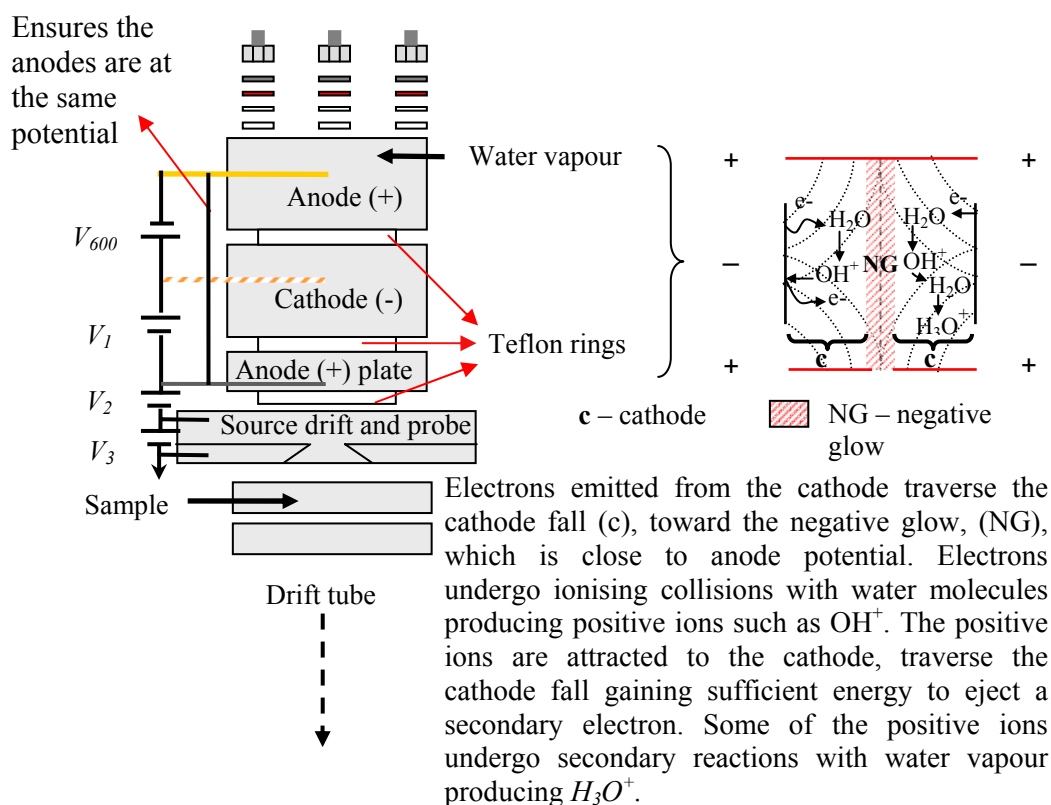 Ensures the
anodes are at
the same
potential
Water vapour
Anode (+)
V600
Cathode (-)
V1
Teflon rings
Anode (+) plate
V2
Source drift and probe
V3
Sample
Drift tube
+ +
e- e-
H2O H2O
– OH+ NG OH+ –
H2O
e-
H3O+
c c
+ +
c – cathode
NG – negative
glow
Electrons emitted from the cathode traverse the
cathode fall (c), toward the negative glow, (NG),
which is close to anode potential. Electrons
undergo ionising collisions with water molecules
producing positive ions such as OH+. The positive
ions are attracted to the cathode, traverse the
cathode fall gaining sufficient energy to eject a
secondary electron. Some of the positive ions
undergo secondary reactions with water vapour
producing H3O+.